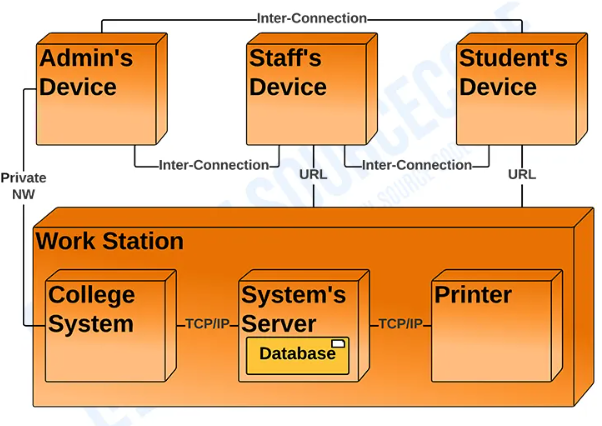 Inter-Connection
Admin's
Device
Staff's
Device
Student's
Device
Inter-Connection
Inter-Connection
Private
NW
URL
URL
Work Station
College
System
TCP/IP
System's
Server
Database
TCP/IP
Printer